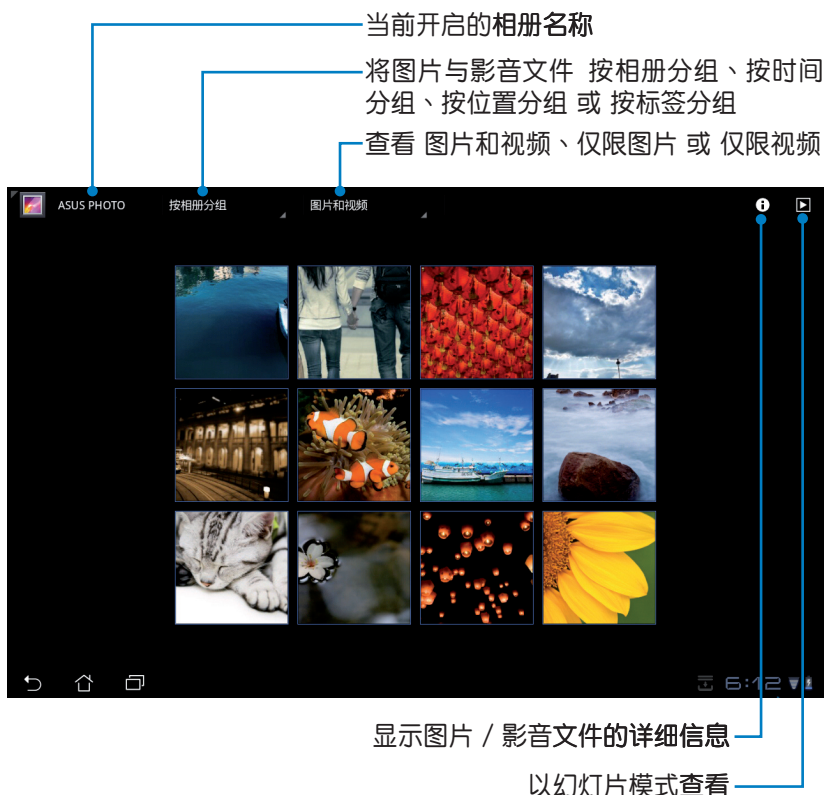 当前开启的相册名称
将图片与影音文件 按相册分组、按时间
分组、按位置分组 或 按标签分组
查看 图片和视频、仅限图片 或 仅限视频
ASUS PHOTO 按相册分组 图片和视频
6:12
显示图片 / 影音文件的详细信息
以幻灯片模式查看